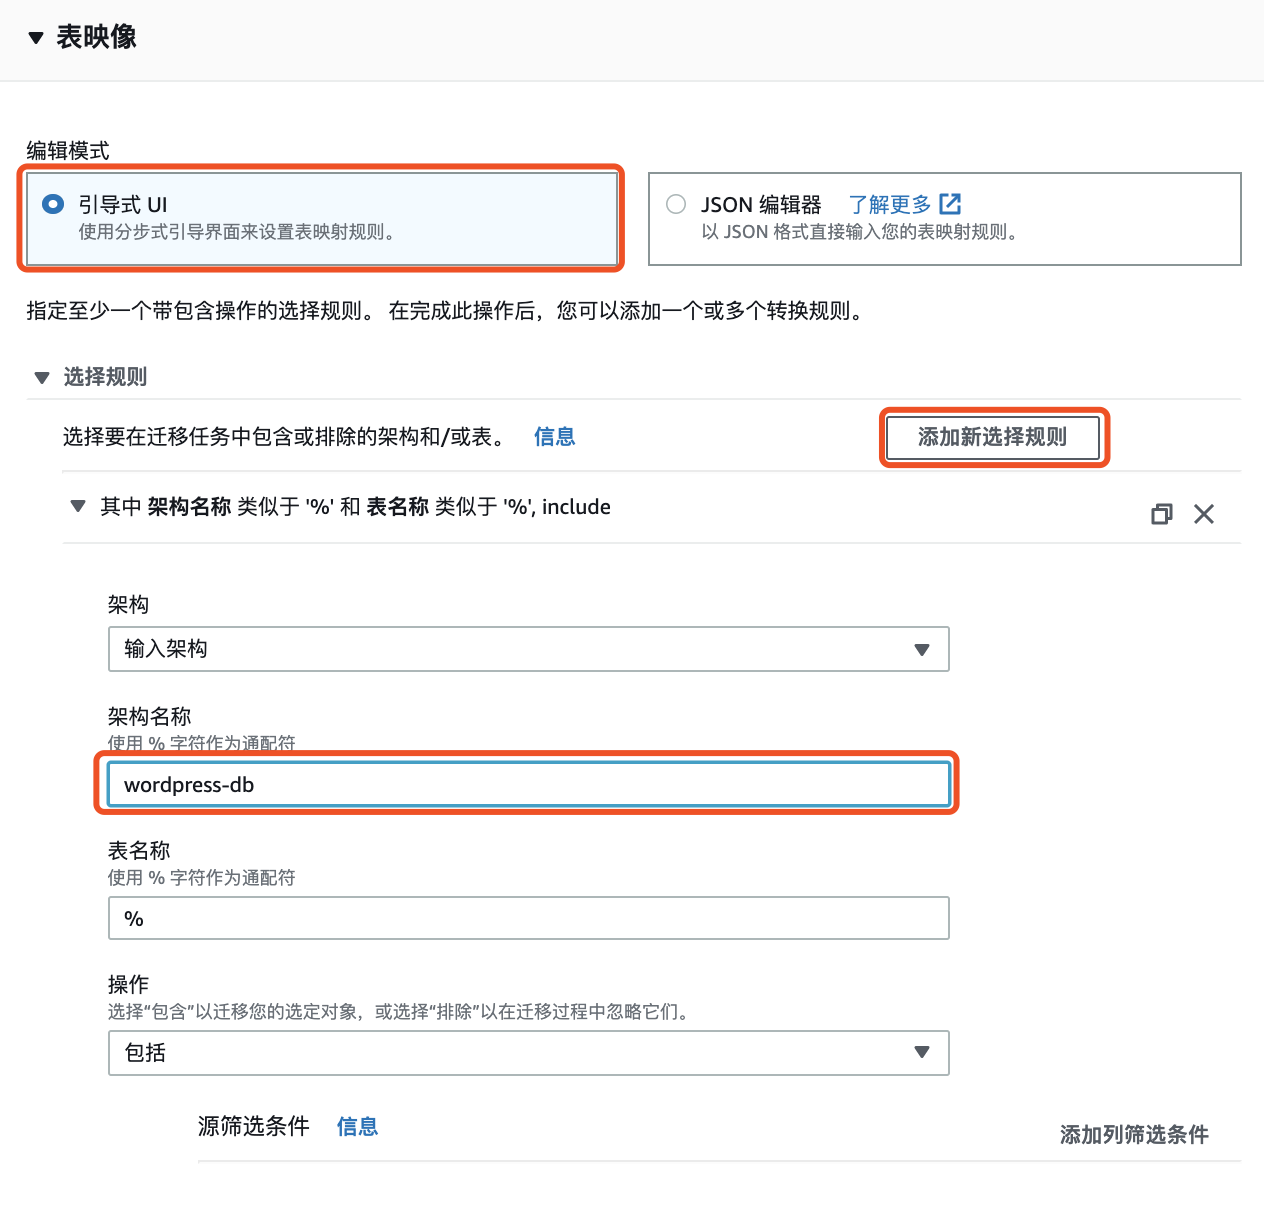 表映像
编辑模式
引导式 UI
使用分步式引导界面来设置表映射规则。
JSON 编辑器 了解更多
以 JSON 格式直接输入您的表映射规则。
指定至少一个带包含操作的选择规则。 在完成此操作后，您可以添加一个或多个转换规则。
选择规则
选择要在迁移任务中包含或排除的架构和/或表。 信息
添加新选择规则
其中 架构名称 类似于 '%' 和 表名称 类似于 '%', include
架构
输入架构
架构名称
使用 % 字符作为通配符
wordpress-db
表名称
使用 % 字符作为通配符
%
操作
选择“包含”以迁移您的选定对象，或选择“排除”以在迁移过程中忽略它们。
包括
源筛选条件 信息
添加列筛选条件